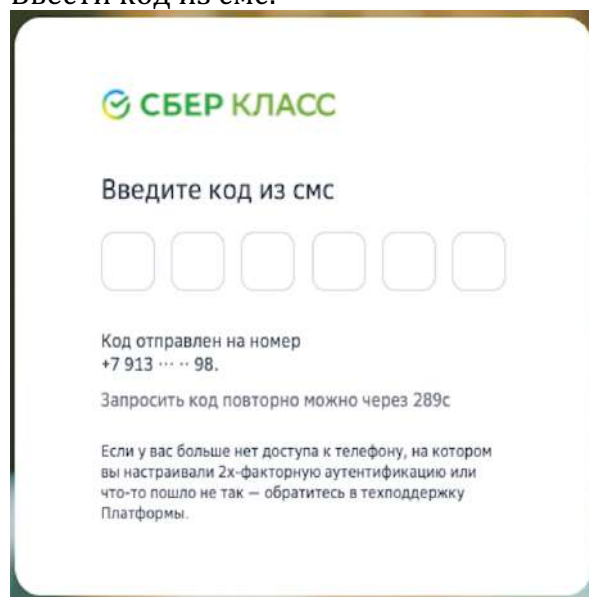 Ввести код из смс.
СБЕР КЛАСС
Введите код из смс
Код отправлен на номер
+7 913 ··· ·· 98.
Запросить код повторно можно через 289с
Если у вас больше нет доступа к телефону, на котором
вы настраивали 2х-факторную аутентификацию или
что-то пошло не так — обратитесь в техподдержку
Платформы.